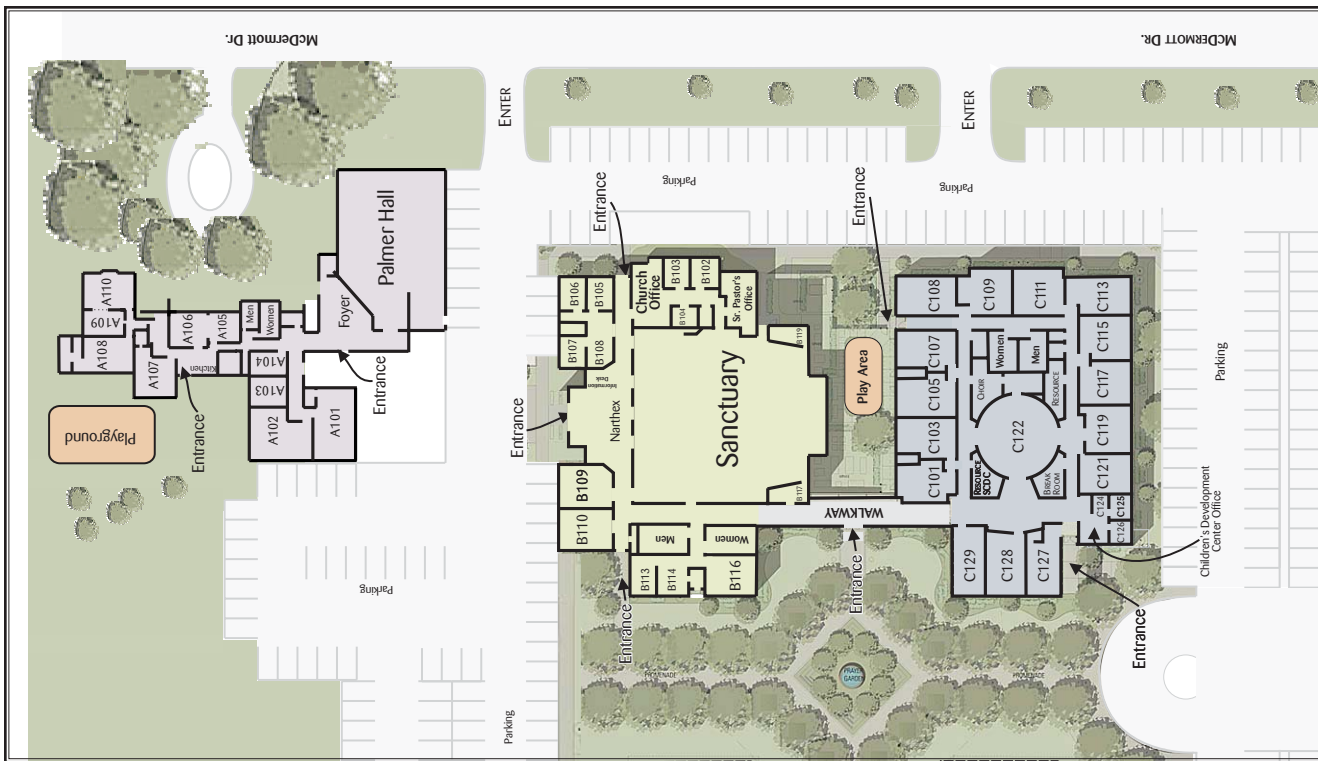 McDermott Dr.
McDERMOTT DR.
ENTER
ENTER
Parking
Parking
Entrance
Entrance
Palmer Hall
Foyer
A110
A109
A108
A107
A106
A105
Men
Women
Kitchen
A104
A103
A102
A101
Entrance
Entrance
Playground
B106
B105
B107
B108
Church
Office
B103
B102
B104
Sr. Pastor's
Office
B119
Information
Desk
Entrance
Narthex
Sanctuary
Play Area
B109
B110
B117
Men
Women
B113
B114
B116
WALKWAY
Entrance
Entrance
C108
C109
C111
C113
C107
C105
C103
C101
Women
Men
CHOIR
RESOURCE
C122
RESOURCE
SCDC
BREAK
ROOM
C115
C117
C119
C121
C124
C125
C126
C129
C128
C127
Children's Development
Center Office
Entrance
Parking
Parking
Parking
PROMENADE
PRAYER
GARDEN
PROMENADE